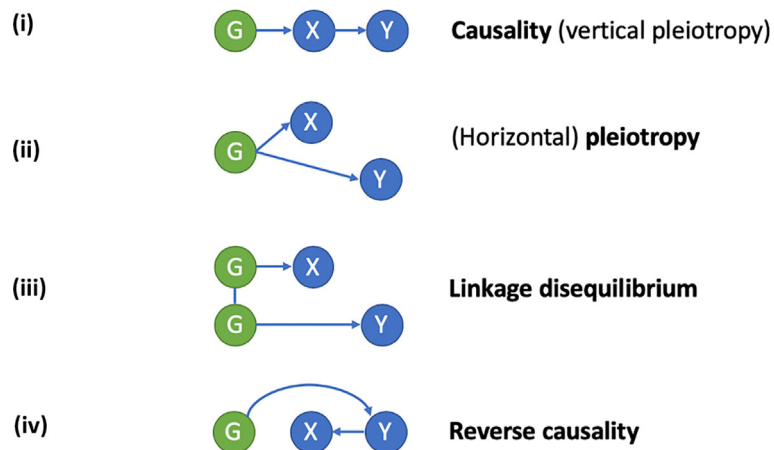 (i) G X Y Causality (vertical pleiotropy)
X
(ii) G (Horizontal) pleiotropy
Y
G X
(iii) Linkage disequilibrium
G Y
(iv) G X Y Reverse causality